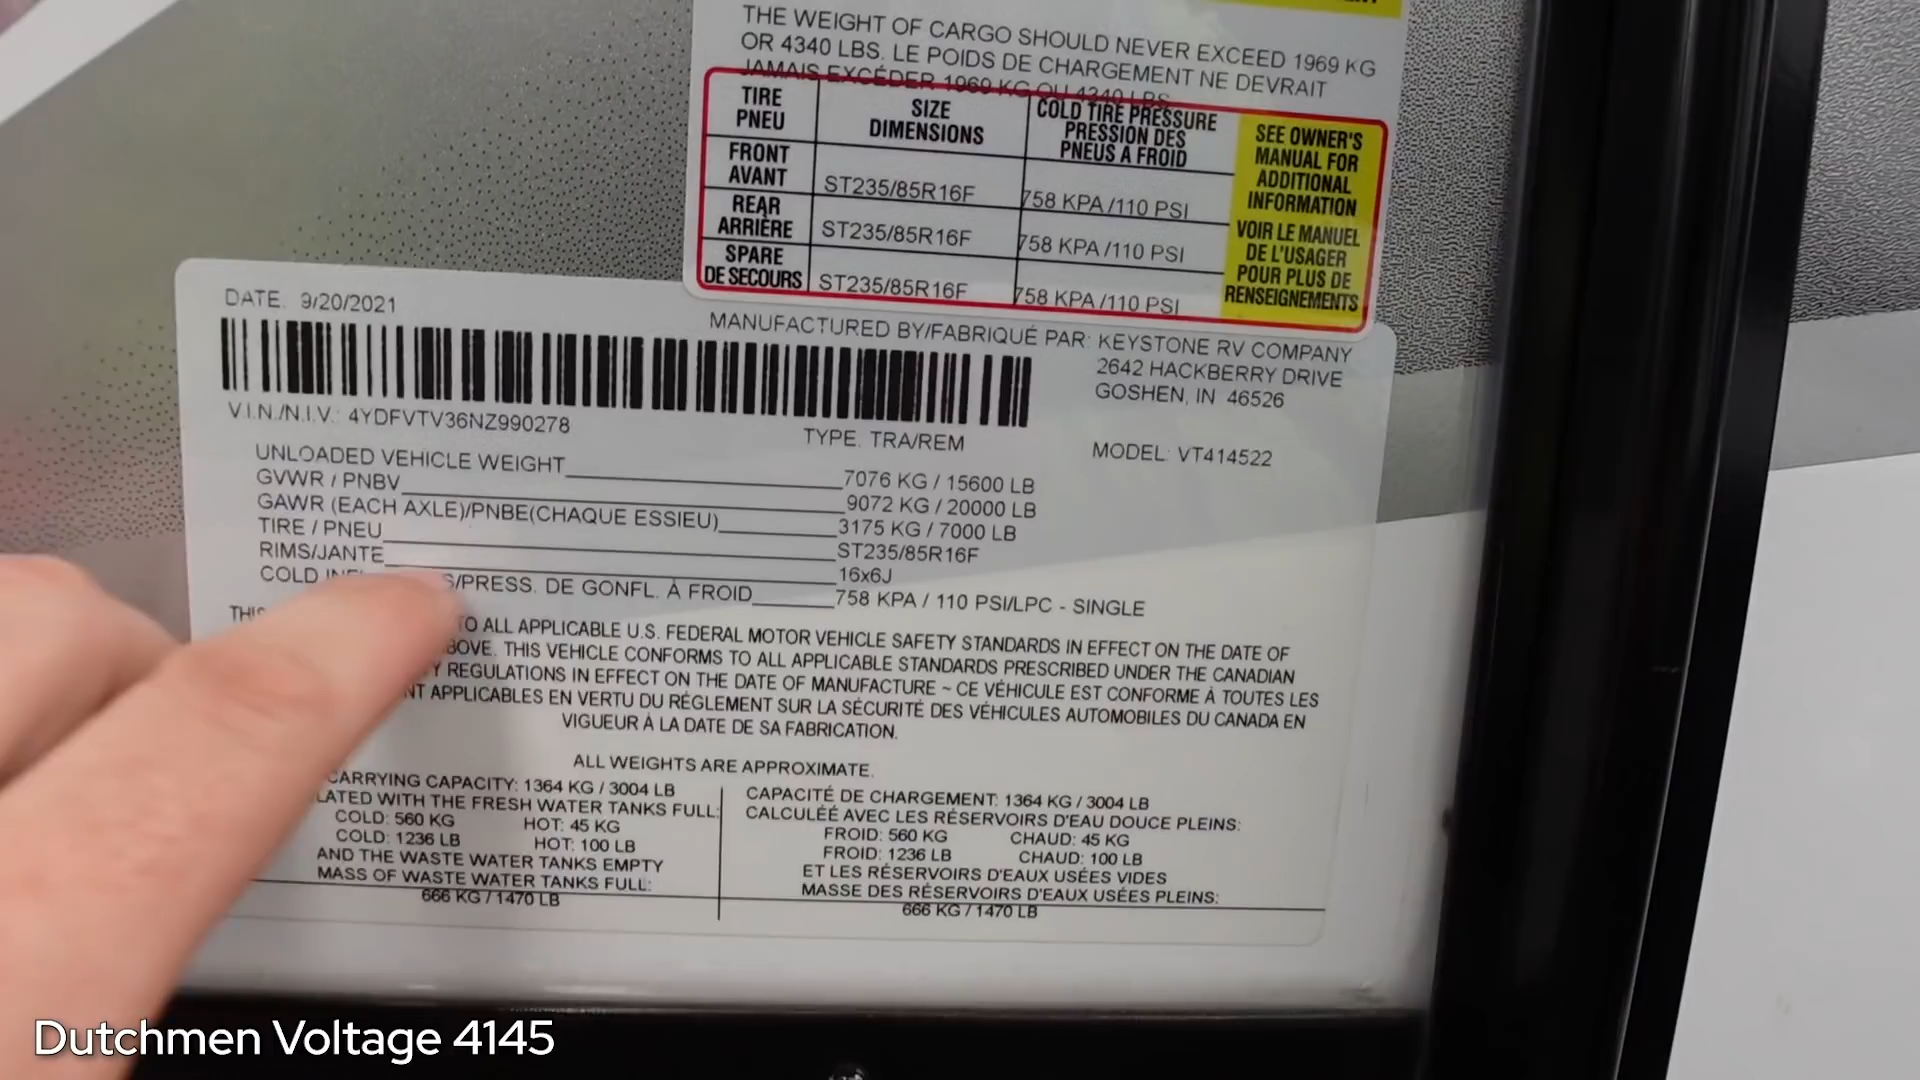 THE WEIGHT OF CARGO SHOULD NEVER EXCEED 1969 KG
OR 4340 LBS. LE POIDS DE CHARGEMENT NE DEVRAIT
JAMAIS EXCÉDER 1969 KG OU 4340 LBS.
TIRE PNEU
SIZE DIMENSIONS
COLD TIRE PRESSURE PRESSION DES PNEUS A FROID
FRONT AVANT
ST235/85R16F
758 KPA /110 PSI
REAR ARRIÈRE
ST235/85R16F
758 KPA /110 PSI
SPARE DE SECOURS
ST235/85R16F
758 KPA /110 PSI
SEE OWNER'S
MANUAL FOR
ADDITIONAL
INFORMATION
VOIR LE MANUEL
DE L'USAGER
POUR PLUS DE
RENSEIGNEMENTS
DATE. 9/20/2021
MANUFACTURED BY/FABRIQUÉ PAR: KEYSTONE RV COMPANY
2642 HACKBERRY DRIVE
GOSHEN, IN 46526
V.I.N./N.I.V.: 4YDFVTV36NZ990278
TYPE. TRA/REM
MODEL: VT414522
UNLOADED VEHICLE WEIGHT 7076 KG / 15600 LB
GVWR / PNBV 9072 KG / 20000 LB
GAWR (EACH AXLE)/PNBE(CHAQUE ESSIEU) 3175 KG / 7000 LB
TIRE / PNEU ST235/85R16F
RIMS/JANTE 16x6J
COLD /PRESS. DE GONFL. À FROID 758 KPA / 110 PSI/LPC - SINGLE
TO ALL APPLICABLE U.S. FEDERAL MOTOR VEHICLE SAFETY STANDARDS IN EFFECT ON THE DATE OF
THIS VEHICLE CONFORMS TO ALL APPLICABLE STANDARDS PRESCRIBED UNDER THE CANADIAN
REGULATIONS IN EFFECT ON THE DATE OF MANUFACTURE ~ CE VÉHICULE EST CONFORME À TOUTES LES
APPLICABLES EN VERTU DU RÉGLEMENT SUR LA SÉCURITÉ DES VÉHICULES AUTOMOBILES DU CANADA EN
VIGUEUR À LA DATE DE SA FABRICATION.
ALL WEIGHTS ARE APPROXIMATE.
CARRYING CAPACITY: 1364 KG / 3004 LB
WITH THE FRESH WATER TANKS FULL:
COLD: 560 KG HOT: 45 KG
COLD: 1236 LB HOT: 100 LB
AND THE WASTE WATER TANKS EMPTY
MASS OF WASTE WATER TANKS FULL:
666 KG / 1470 LB
CAPACITÉ DE CHARGEMENT: 1364 KG / 3004 LB
CALCULÉE AVEC LES RÉSERVOIRS D'EAU DOUCE PLEINS:
FROID: 560 KG CHAUD: 45 KG
FROID: 1236 LB CHAUD: 100 LB
ET LES RÉSERVOIRS D'EAUX USÉES VIDES
MASSE DES RÉSERVOIRS D'EAUX USÉES PLEINS:
666 KG / 1470 LB
Dutchmen Voltage 4145